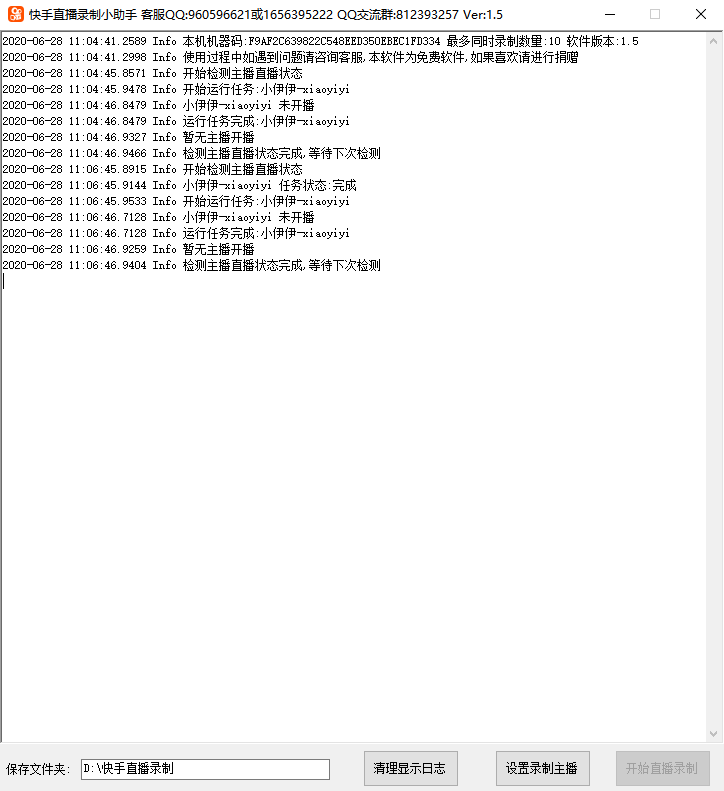 快手直播录制小助手 客服QQ:960596621或1656395222 QQ交流群:812393257 Ver:1.5
2020-06-28 11:04:41.2589 Info 本机机器码:F9AF2C639822C548EED350EBEC1FD334 最多同时录制数量:10 软件版本:1.5
2020-06-28 11:04:41.2998 Info 使用过程中如遇到问题请咨询客服,本软件为免费软件,如果喜欢请进行捐赠
2020-06-28 11:04:45.8571 Info 开始检测主播直播状态
2020-06-28 11:04:45.9478 Info 开始运行任务:小伊伊-xiaoyiyi
2020-06-28 11:04:46.8479 Info 小伊伊-xiaoyiyi 未开播
2020-06-28 11:04:46.8479 Info 运行任务完成:小伊伊-xiaoyiyi
2020-06-28 11:04:46.9327 Info 暂无主播开播
2020-06-28 11:04:46.9466 Info 检测主播直播状态完成,等待下次检测
2020-06-28 11:06:45.8915 Info 开始检测主播直播状态
2020-06-28 11:06:45.9144 Info 小伊伊-xiaoyiyi 任务状态:完成
2020-06-28 11:06:45.9533 Info 开始运行任务:小伊伊-xiaoyiyi
2020-06-28 11:06:46.7128 Info 小伊伊-xiaoyiyi 未开播
2020-06-28 11:06:46.7128 Info 运行任务完成:小伊伊-xiaoyiyi
2020-06-28 11:06:46.9259 Info 暂无主播开播
2020-06-28 11:06:46.9404 Info 检测主播直播状态完成,等待下次检测
保存文件夹: D:\快手直播录制 清理显示日志 设置录制主播 开始直播录制